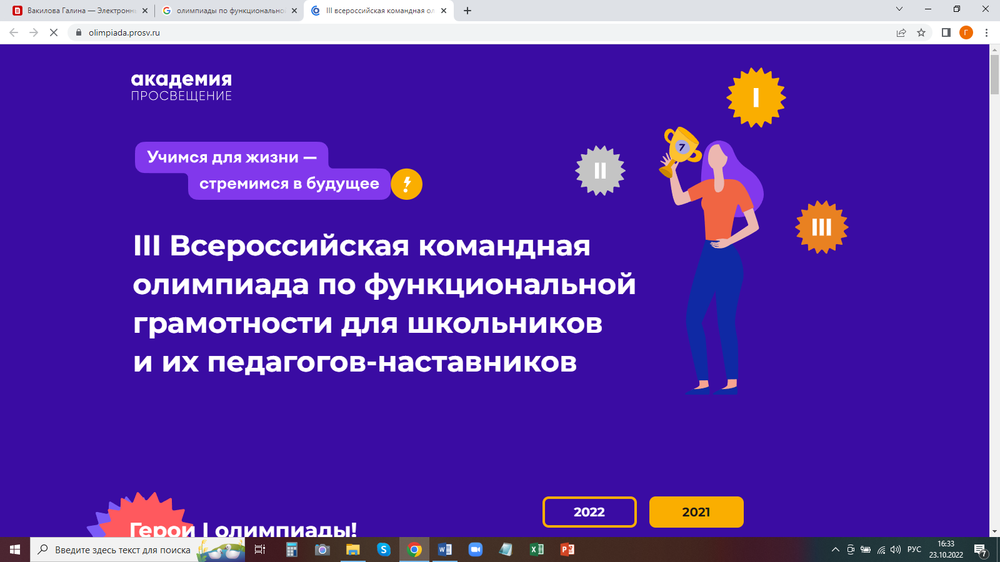 Вакилова Галина — Электронн
олимпиады по функционально
III всероссийская командная ол
olimpiada.prosv.ru
Г
академия
ПРОСВЕЩЕНИЕ
I
7
II
Учимся для жизни —
стремимся в будущее
III
III Всероссийская командная
олимпиада по функциональной
грамотности для школьников
и их педагогов-наставников
2022
2021
Герои I олимпиады!
Введите здесь текст для поиска
РУС
16:33
23.10.2022
7